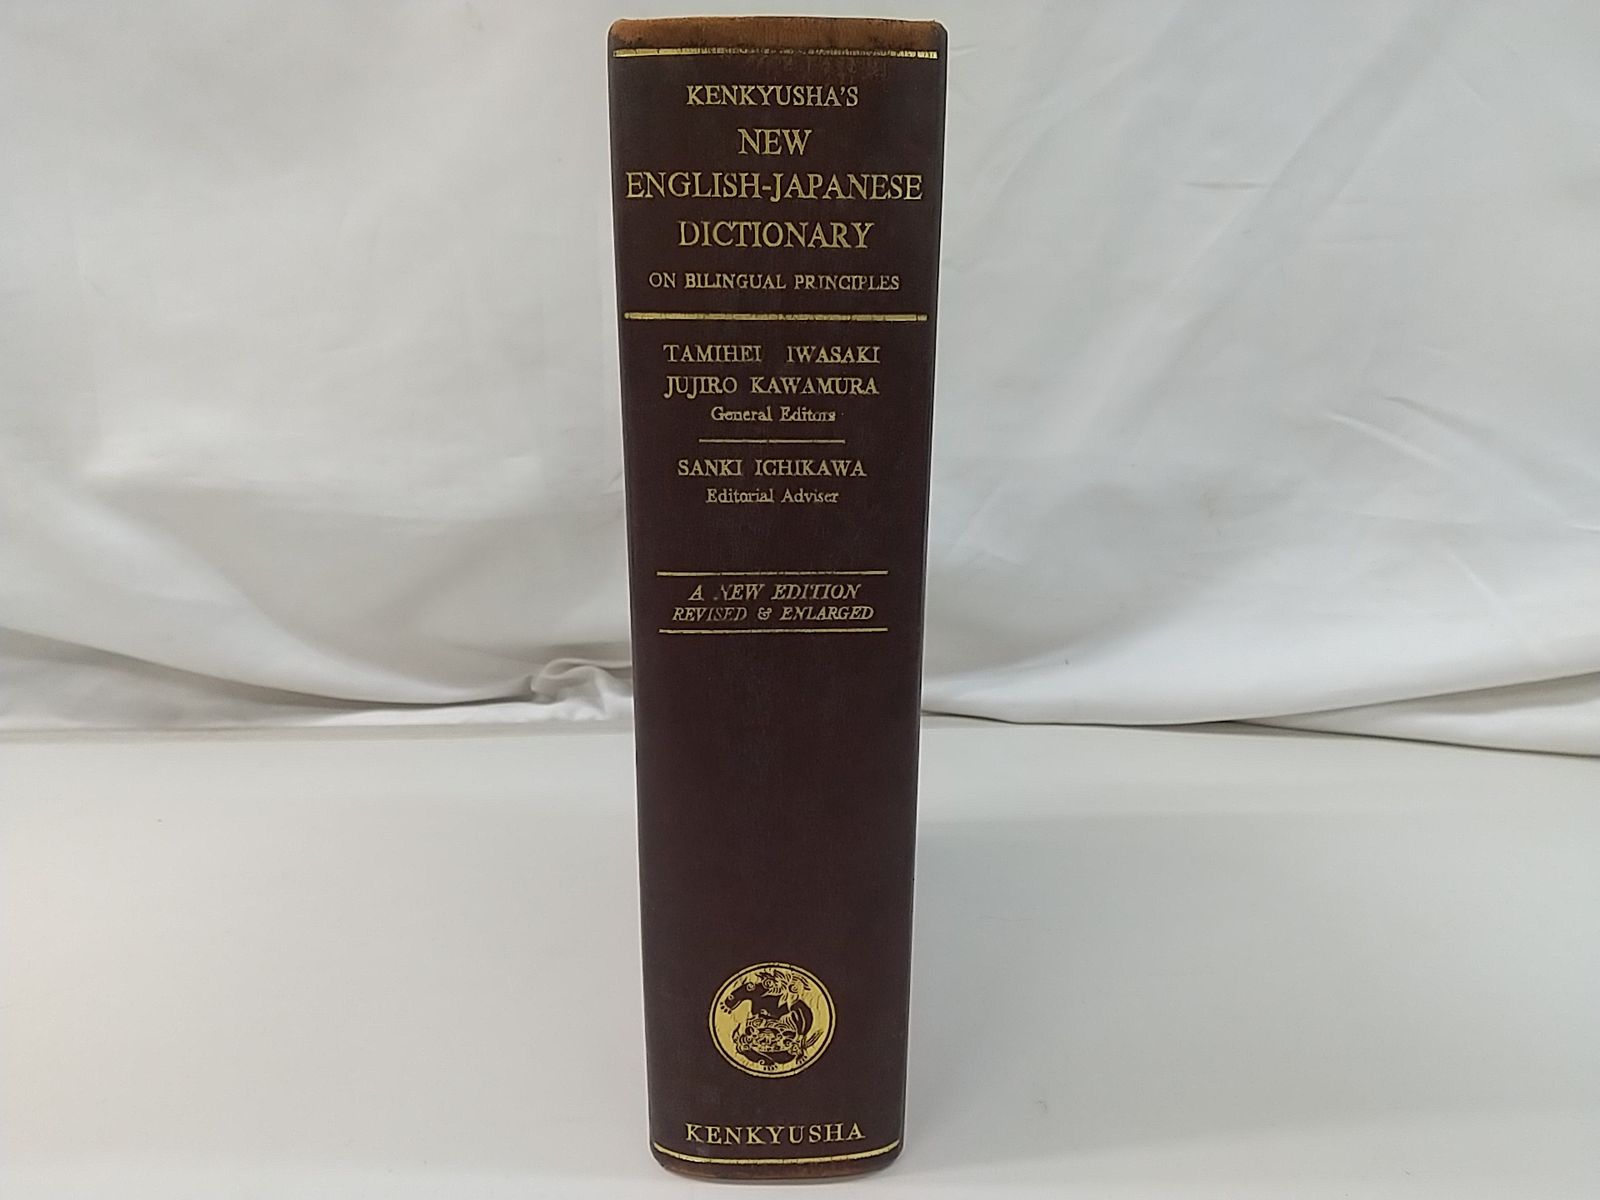 KENKYUSHA'S
NEW
ENGLISH-JAPANESE
DICTIONARY
ON BILINGUAL PRINCIPLES
TAMIHEI IWASAKI
JUJIRO KAWAMURA
General Editors
SANKI ICHIKAWA
Editorial Adviser
A NEW EDITION
REVISED & ENLARGED
KENKYUSHA